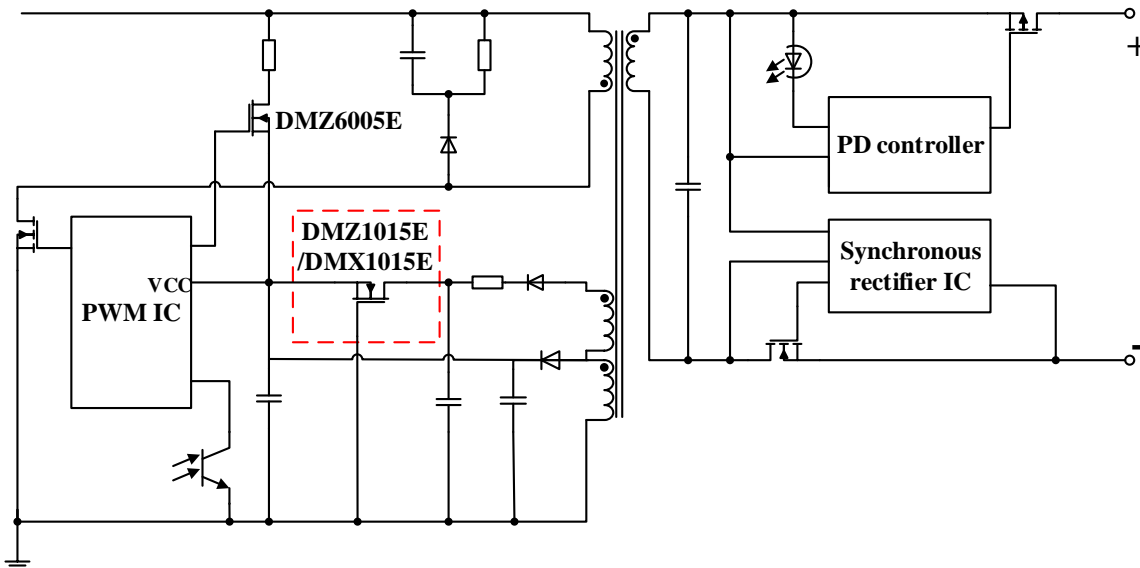 DMZ6005E
+
PD controller
DMZ1015E
/DMX1015E
VCC
PWM IC
Synchronous
rectifier IC
-